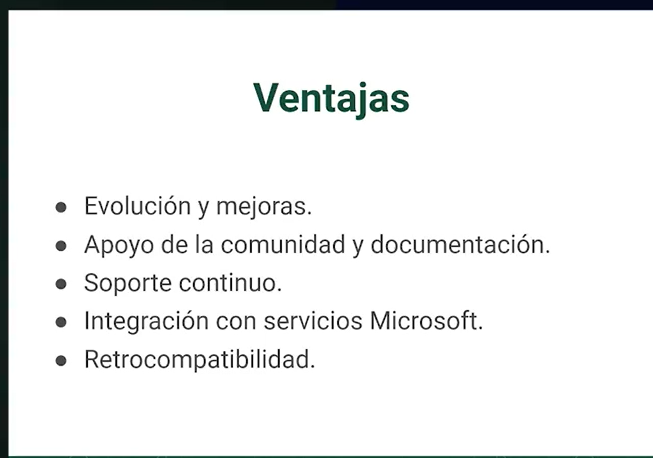 Ventajas
● Evolución y mejoras.
● Apoyo de la comunidad y documentación.
● Soporte continuo.
● Integración con servicios Microsoft.
● Retrocompatibilidad.